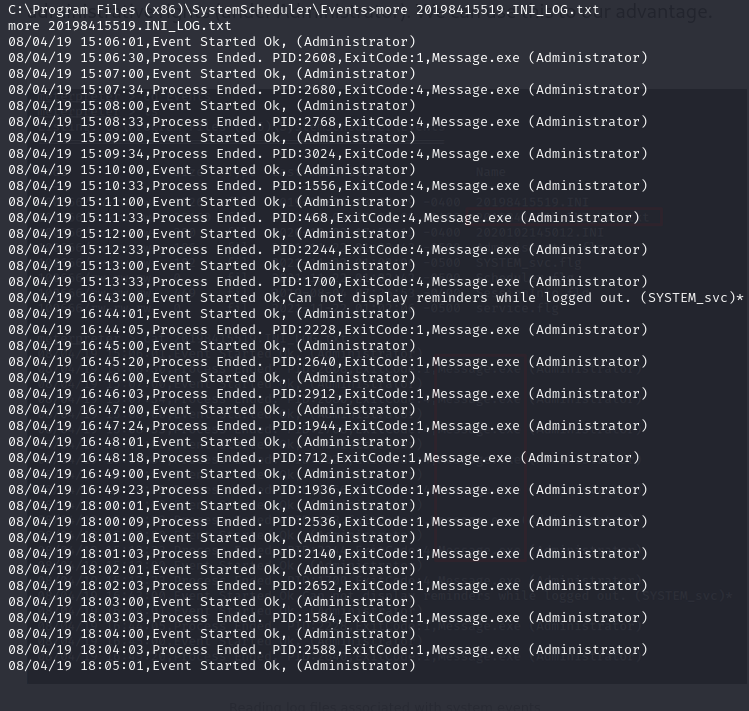 C:\Program Files (x86)\SystemScheduler\Events>more 20198415519.INI_LOG.txt
more 20198415519.INI_LOG.txt
08/04/19 15:06:01,Event Started Ok, (Administrator)
08/04/19 15:06:30,Process Ended. PID:2608,ExitCode:1,Message.exe (Administrator)
08/04/19 15:07:00,Event Started Ok, (Administrator)
08/04/19 15:07:34,Process Ended. PID:2680,ExitCode:4,Message.exe (Administrator)
08/04/19 15:08:00,Event Started Ok, (Administrator)
08/04/19 15:08:33,Process Ended. PID:2768,ExitCode:4,Message.exe (Administrator)
08/04/19 15:09:00,Event Started Ok, (Administrator)
08/04/19 15:09:34,Process Ended. PID:3024,ExitCode:4,Message.exe (Administrator)
08/04/19 15:10:00,Event Started Ok, (Administrator)
08/04/19 15:10:33,Process Ended. PID:1556,ExitCode:4,Message.exe (Administrator)
08/04/19 15:11:00,Event Started Ok, (Administrator)
08/04/19 15:11:33,Process Ended. PID:468,ExitCode:4,Message.exe (Administrator)
08/04/19 15:12:00,Event Started Ok, (Administrator)
08/04/19 15:12:33,Process Ended. PID:2244,ExitCode:4,Message.exe (Administrator)
08/04/19 15:13:00,Event Started Ok, (Administrator)
08/04/19 15:13:33,Process Ended. PID:1700,ExitCode:4,Message.exe (Administrator)
08/04/19 16:43:00,Event Started Ok,Can not display reminders while logged out. (SYSTEM_svc)*
08/04/19 16:44:01,Event Started Ok, (Administrator)
08/04/19 16:44:05,Process Ended. PID:2228,ExitCode:1,Message.exe (Administrator)
08/04/19 16:45:00,Event Started Ok, (Administrator)
08/04/19 16:45:20,Process Ended. PID:2640,ExitCode:1,Message.exe (Administrator)
08/04/19 16:46:00,Event Started Ok, (Administrator)
08/04/19 16:46:03,Process Ended. PID:2912,ExitCode:1,Message.exe (Administrator)
08/04/19 16:47:00,Event Started Ok, (Administrator)
08/04/19 16:47:24,Process Ended. PID:1944,ExitCode:1,Message.exe (Administrator)
08/04/19 16:48:01,Event Started Ok, (Administrator)
08/04/19 16:48:18,Process Ended. PID:712,ExitCode:1,Message.exe (Administrator)
08/04/19 16:49:00,Event Started Ok, (Administrator)
08/04/19 16:49:23,Process Ended. PID:1936,ExitCode:1,Message.exe (Administrator)
08/04/19 18:00:01,Event Started Ok, (Administrator)
08/04/19 18:00:09,Process Ended. PID:2536,ExitCode:1,Message.exe (Administrator)
08/04/19 18:01:00,Event Started Ok, (Administrator)
08/04/19 18:01:03,Process Ended. PID:2140,ExitCode:1,Message.exe (Administrator)
08/04/19 18:02:01,Event Started Ok, (Administrator)
08/04/19 18:02:03,Process Ended. PID:2652,ExitCode:1,Message.exe (Administrator)
08/04/19 18:03:00,Event Started Ok, (Administrator)
08/04/19 18:03:03,Process Ended. PID:1584,ExitCode:1,Message.exe (Administrator)
08/04/19 18:04:00,Event Started Ok, (Administrator)
08/04/19 18:04:03,Process Ended. PID:2588,ExitCode:1,Message.exe (Administrator)
08/04/19 18:05:01,Event Started Ok, (Administrator)